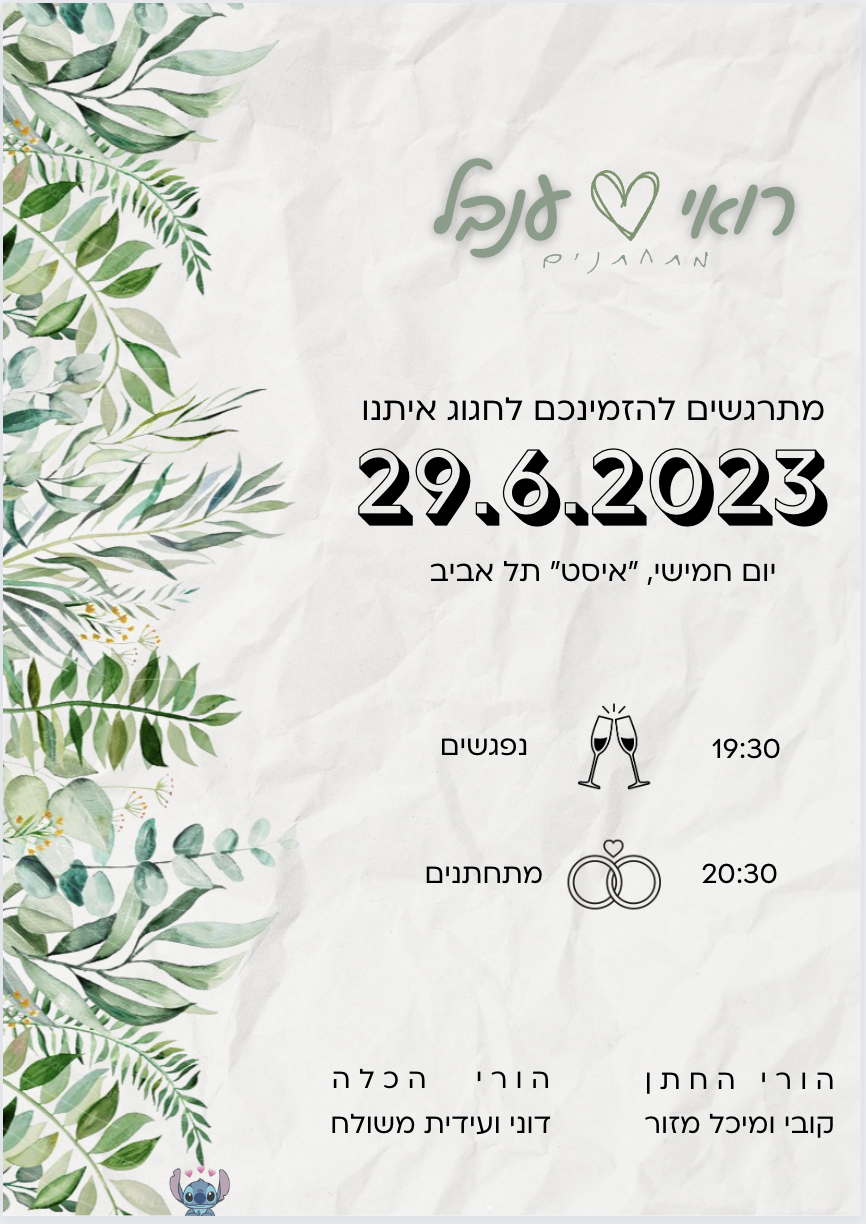 רואי ענבל
מתחתנים
מתרגשים להזמינכם לחגוג איתנו
29.6.2023
יום חמישי, "איסט" תל אביב
19:30 נפגשים
20:30 מתחתנים
הורי החתן
קובי ומיכל מזור
הורי הכלה
דוני ועידית משולח